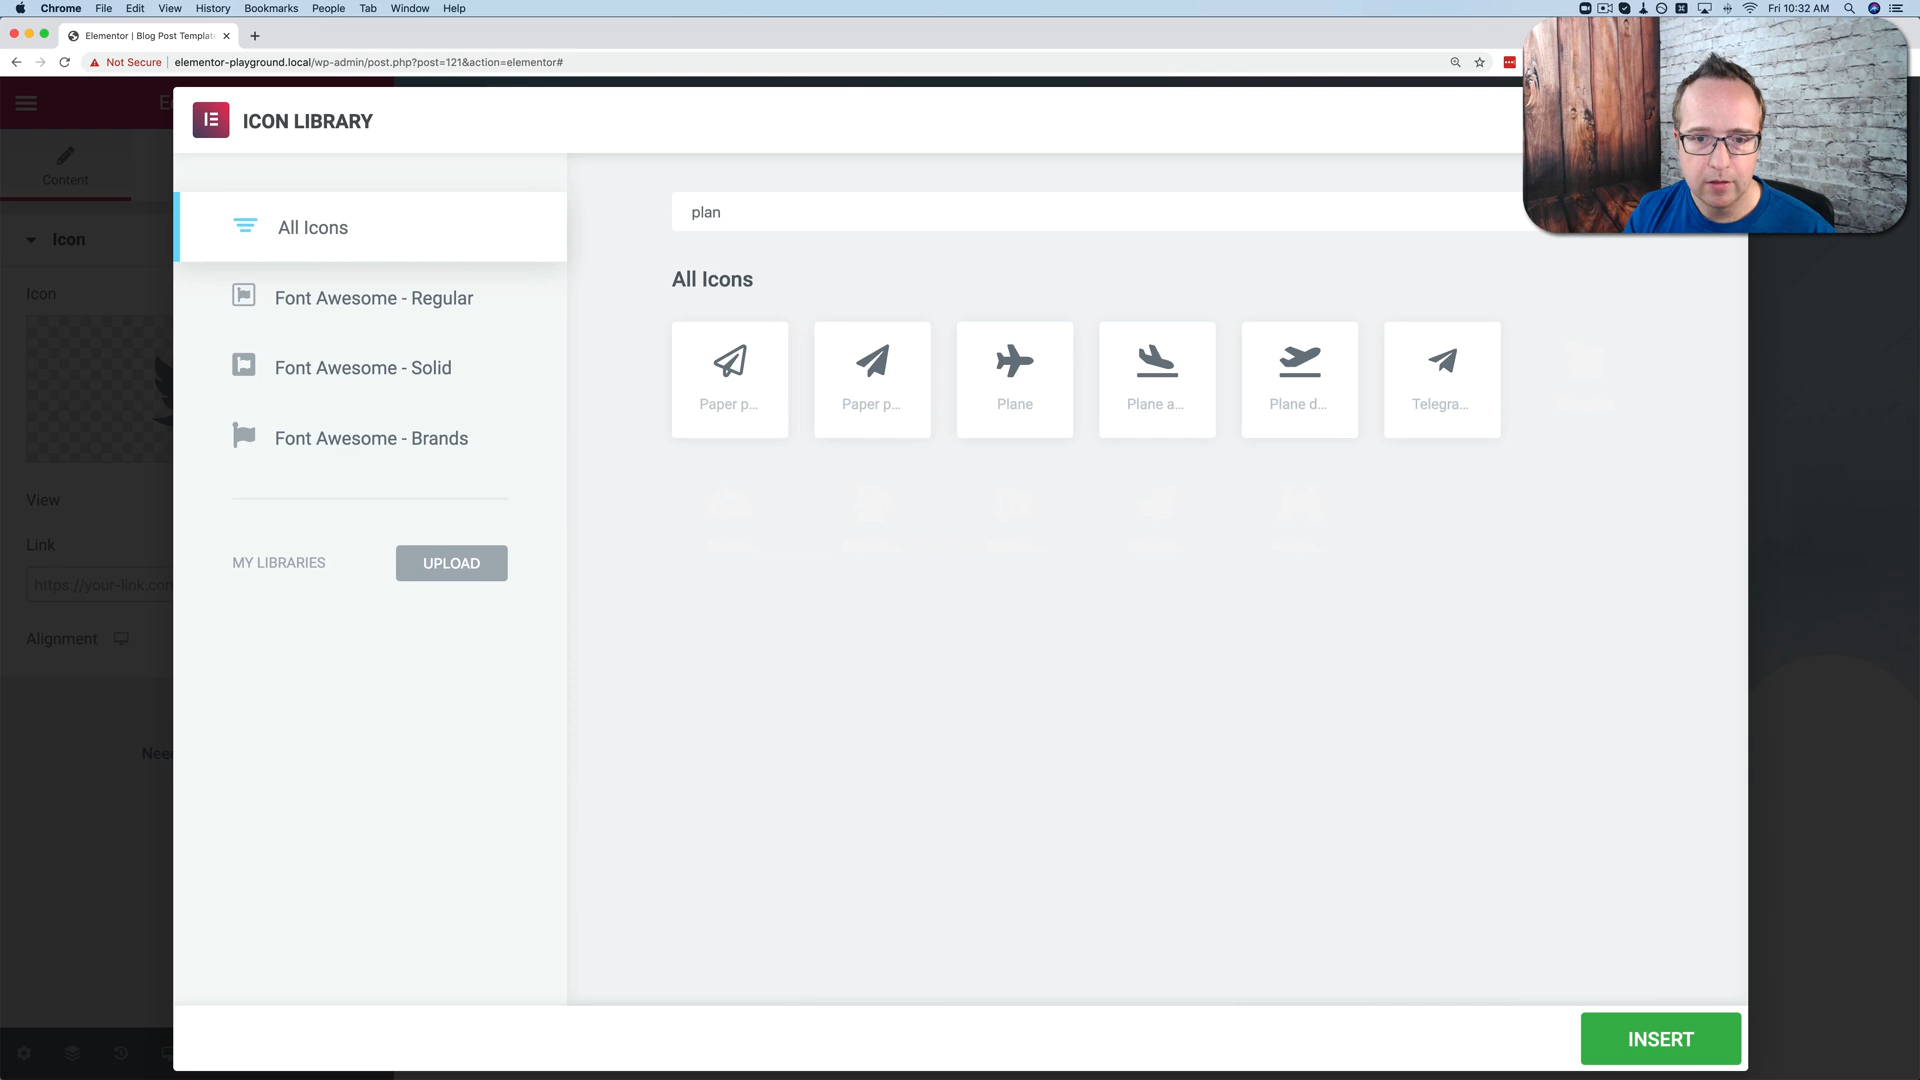 Chrome File Edit View History Bookmarks People Tab Window Help
Fri 10:32 AM
Elementor | Blog Post Templat
Not Secure elementor-playground.local/wp-admin/post.php?post=121&action=elementor#
ICON LIBRARY
Content
Icon
Icon
View
Link
https://your-link.com
Alignment
All Icons
Font Awesome - Regular
Font Awesome - Solid
Font Awesome - Brands
MY LIBRARIES UPLOAD
plan
All Icons
Paper p... Paper p... Plane Plane a... Plane d... Telegra...
INSERT